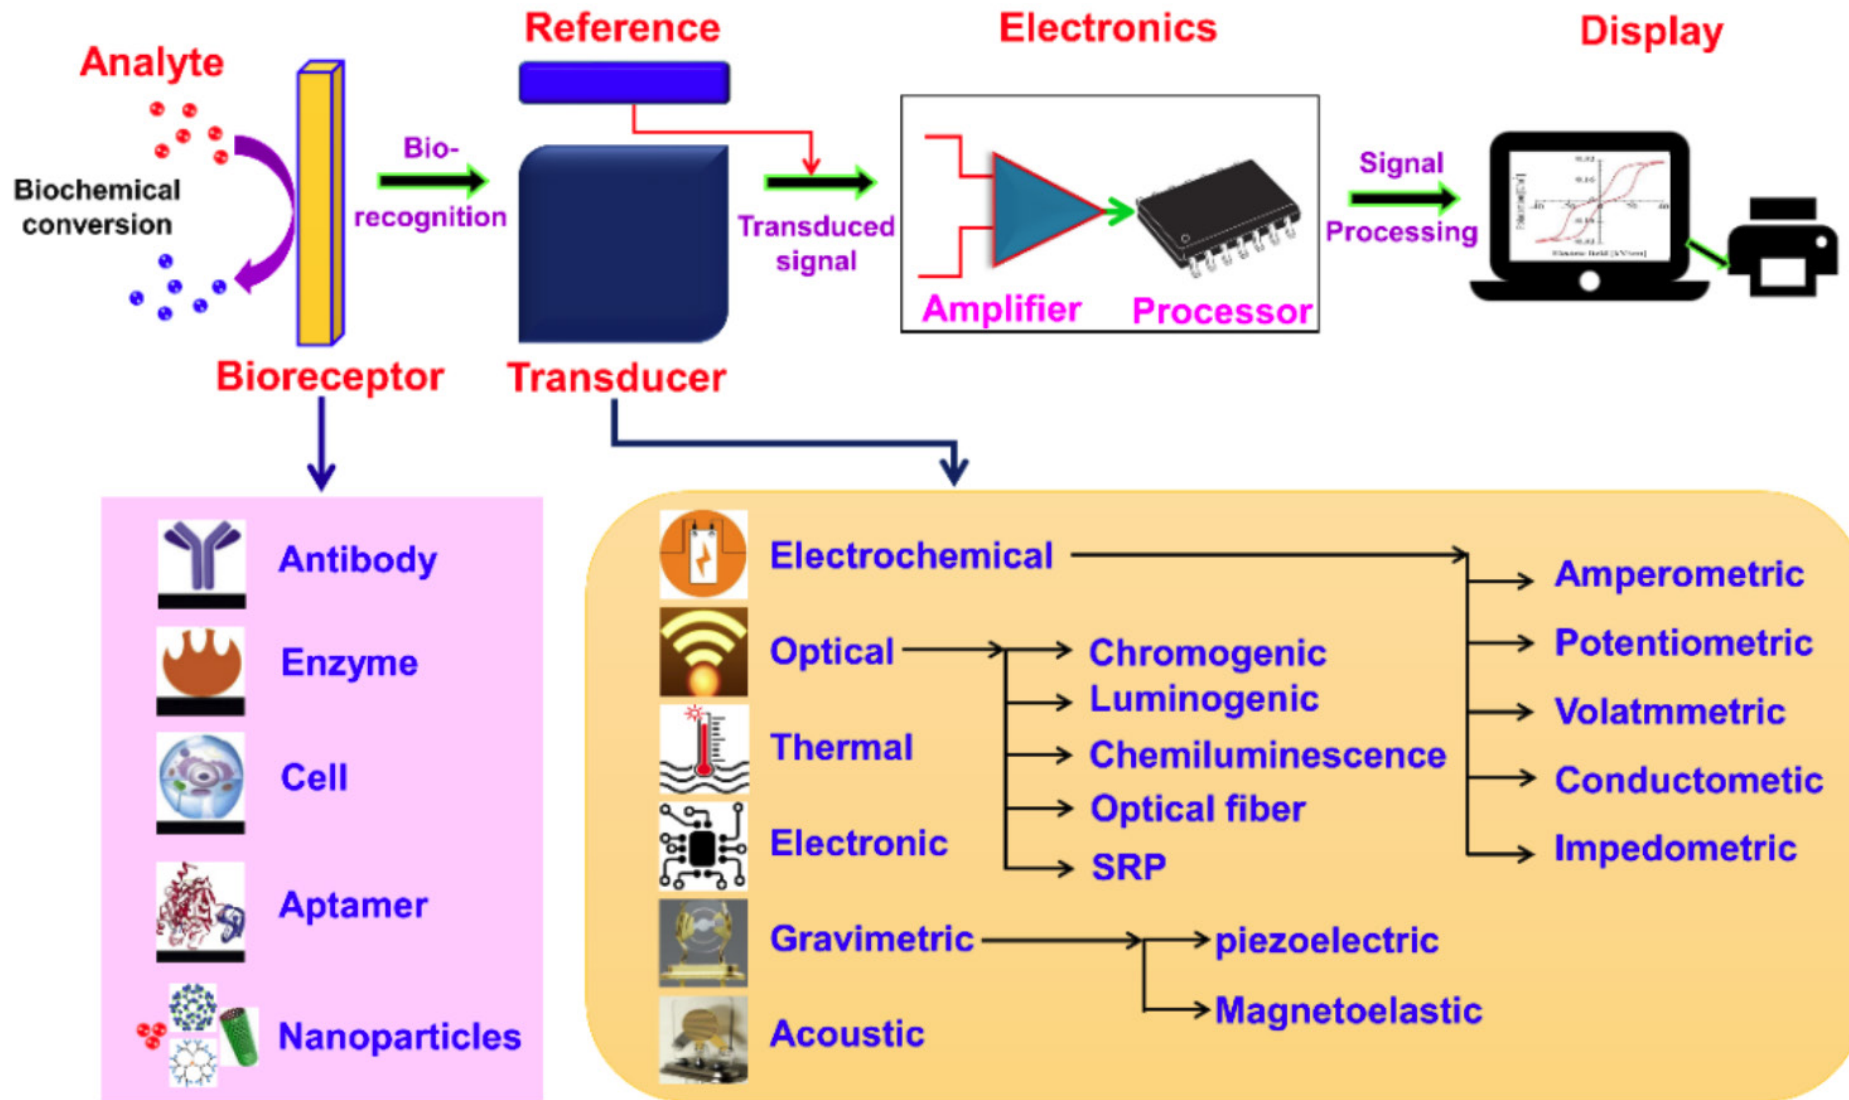 Analyte
Reference
Electronics
Display
Biochemical
conversion
Bio-
recognition
Transduced
signal
Amplifier
Processor
Signal
Processing
Bioreceptor
Transducer
Antibody
Enzyme
Cell
Aptamer
Nanoparticles
Electrochemical
Optical
Thermal
Electronic
Gravimetric
Acoustic
Chromogenic
Luminogenic
Chemiluminescence
Optical fiber
SRP
piezoelectric
Magnetoelastic
Amperometric
Potentiometric
Volatmmetric
Conductometic
Impedometric